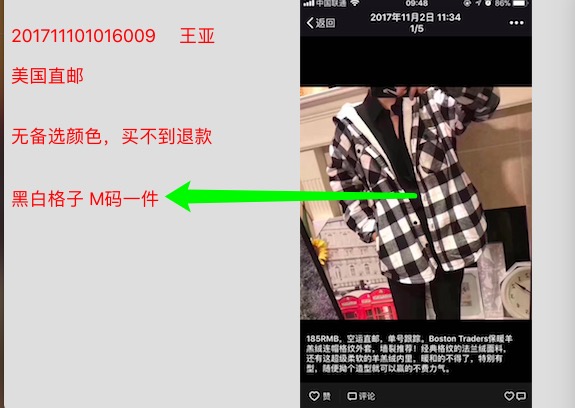 201711101016009 王亚
美国直邮
无备选颜色，买不到退款
黑白格子 M码一件
中国联通 09:48 86%
返回 2017年11月2日 11:34
1/5
185RMB，空运直邮，单号跟踪。Boston Traders保暖羊
羔绒连帽格纹外套，墙裂推荐！经典格纹的法兰绒面料，
还有这超级柔软的羊羔绒内里，暖和的不得了，特别有
型，随便拗个造型就可以赢的不费力气。
赞 评论